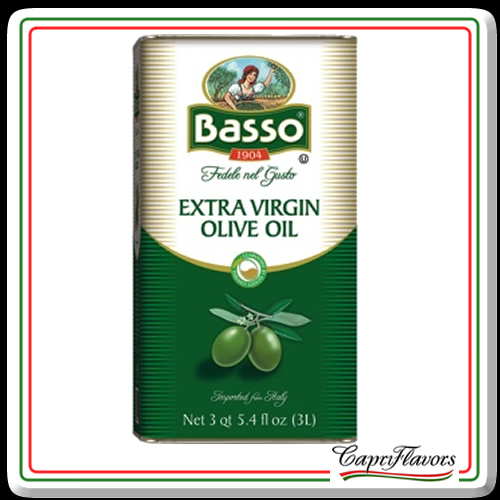 Basso®
1904
Fedele nel Gusto
EXTRA VIRGIN
OLIVE OIL
Imported from Italy
Net 3 qt 5.4 fl oz (3L)
CapriFlavors